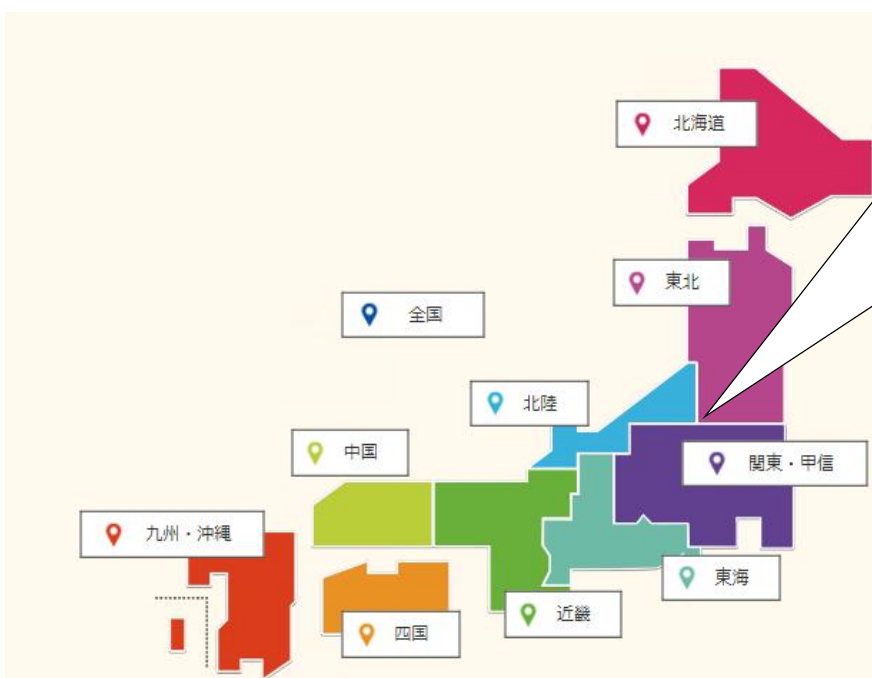 北海道
東北
全国
北陸
中国
関東・甲信
九州・沖縄
東海
近畿
四国